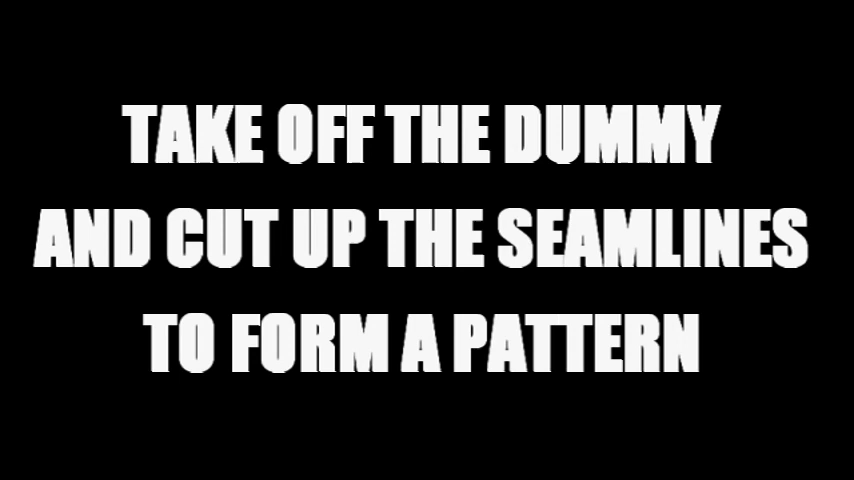 TAKE OFF THE DUMMY
AND CUT UP THE SEAMLINES
TO FORM A PATTERN